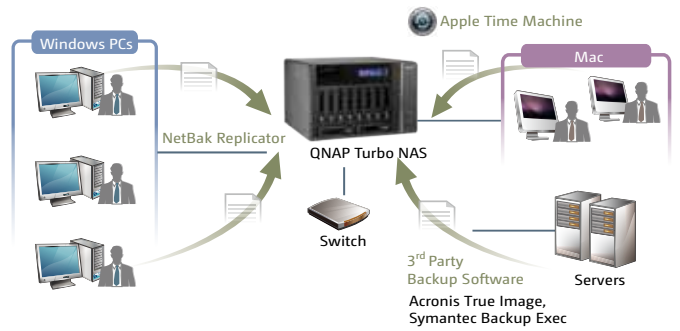 Apple Time Machine
Windows PCs
Mac
NetBak Replicator
QNAP Turbo NAS
Switch
3rd Party
Backup Software
Acronis True Image,
Symantec Backup Exec
Servers